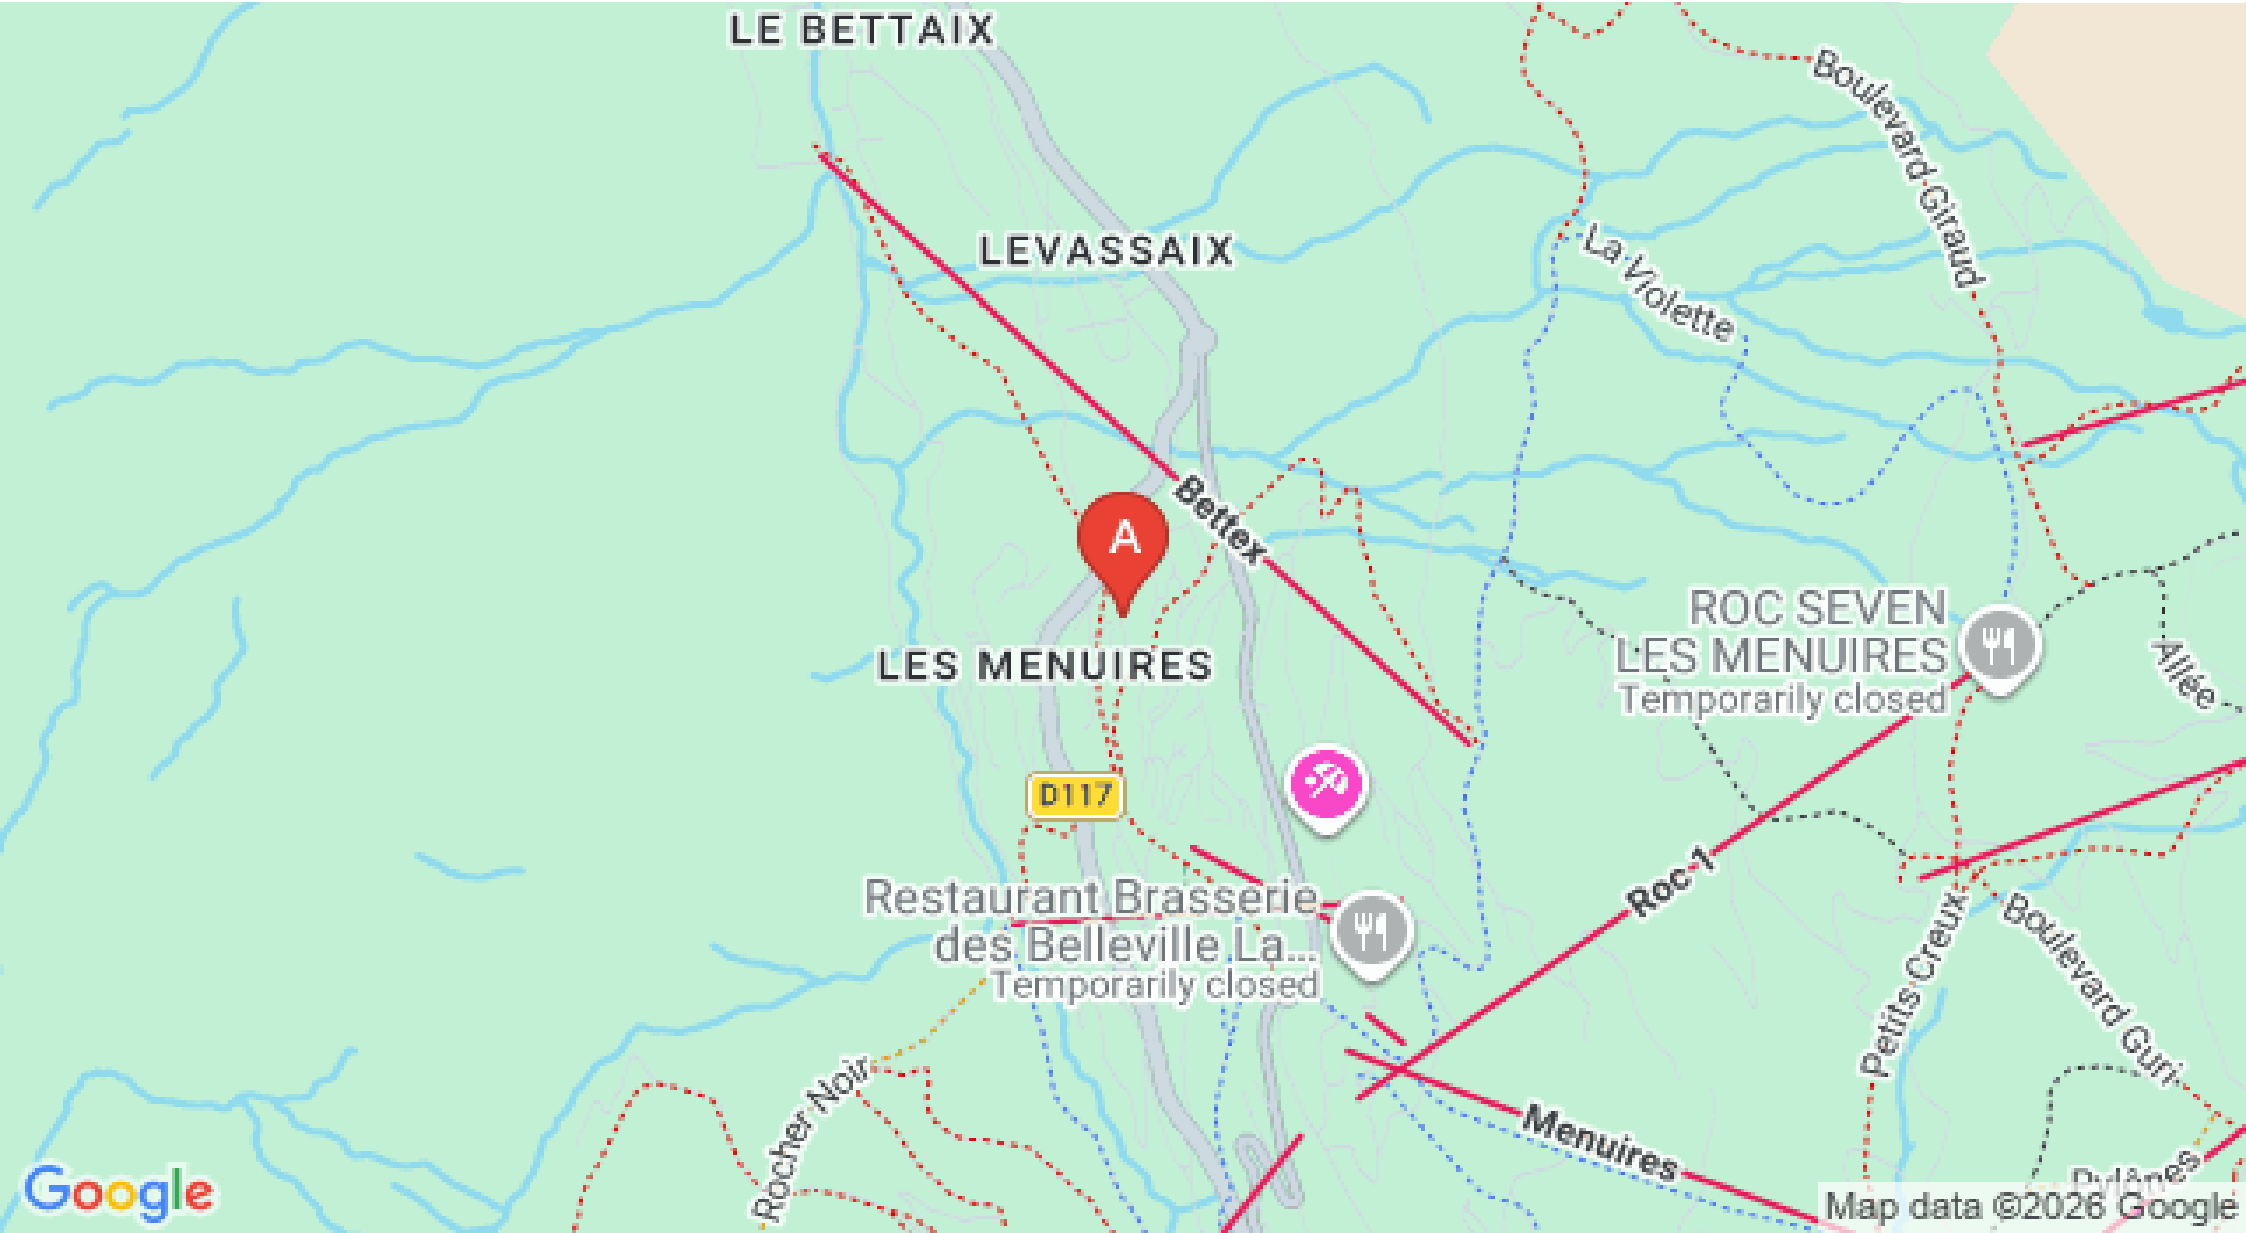 LE BETTAIX
Boulevard Giraud
LEVASSAIX
La Violette
Bettex
A
ROC SEVEN
LES MENUIRES
Temporarily closed
Allée
LES MENUIRES
D117
Roc 1
Restaurant Brasserie
des Belleville La...
Temporarily closed
Petits Creux
Boulevard Guri
Rocher Noir
Menuires
Pylônes
Google
Map data ©2026 Google